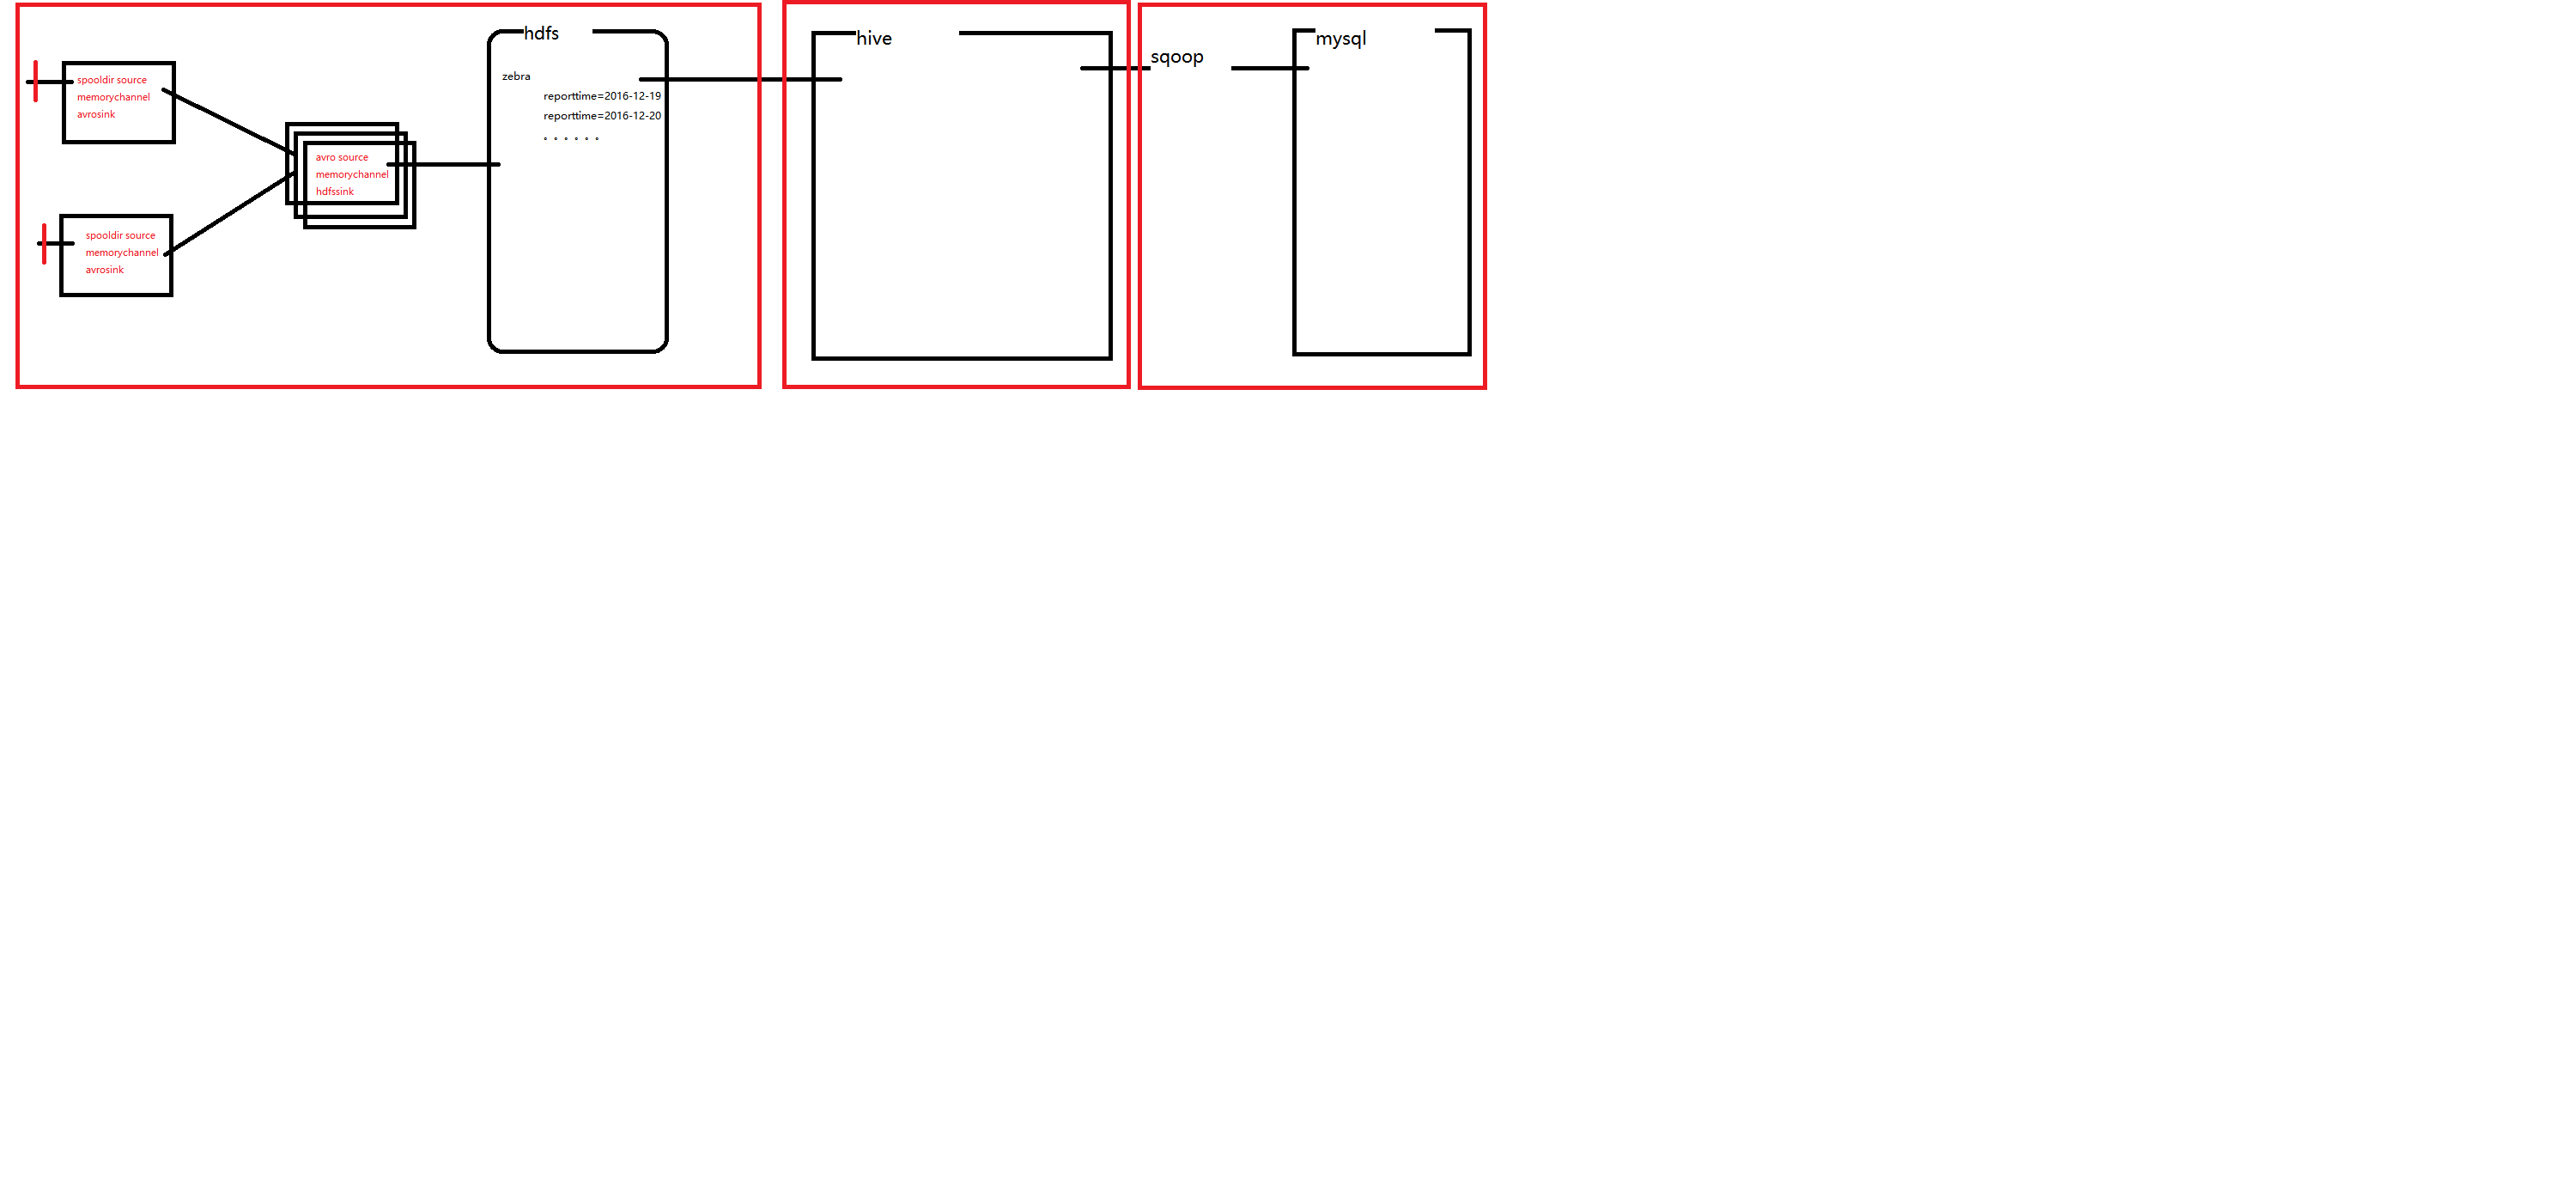 spooldir source
memorychannel
avrosink
spooldir source
memorychannel
avrosink
avro source
memorychannel
hdfssink
hdfs
zebra
reporttime=2016-12-19
reporttime=2016-12-20
。。。。。。
hive
sqoop
mysql